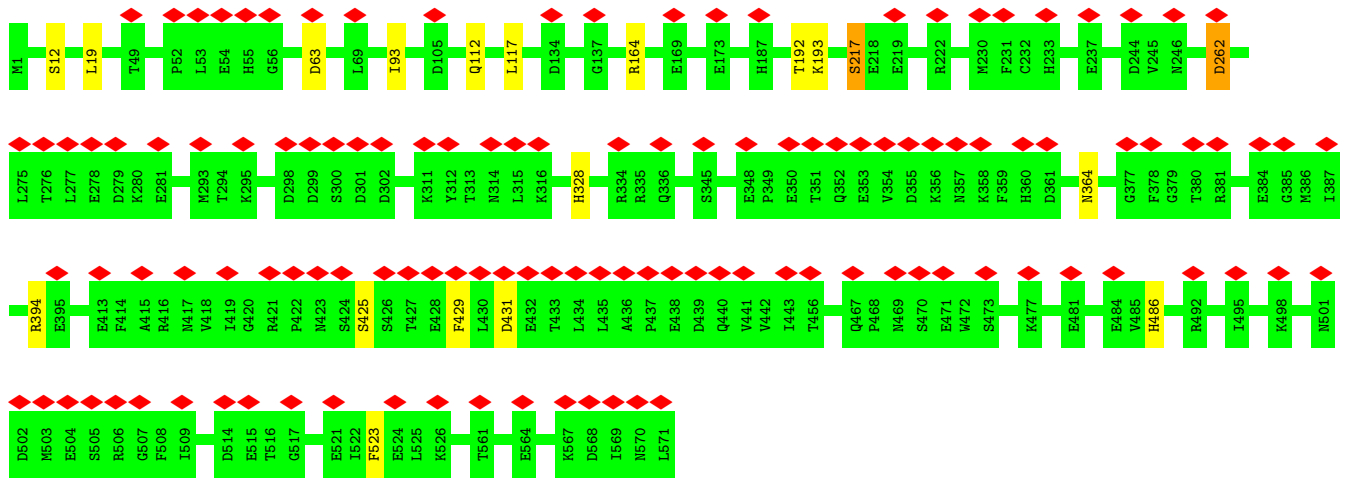 M1 S12 L19 T49 P52 L53 E54 H55 G56 D63 L69 I93 D105 Q112 L117 D134 G137 R164 E169 E173 H187 T192 K193 S217 E218 E219 R222 M230 F231 C232 H233 E237 D244 V245 N246 D262
L275 T276 L277 E278 D279 K280 E281 M293 T294 K295 D298 D299 S300 D301 D302 K311 Y312 T313 N314 L315 K316 H328 R334 R335 Q336 S345 E348 P349 E350 T351 Q352 E353 V354 D355 K356 N357 K358 F359 H360 D361 N364 G377 F378 G379 T380 R381 E384 G385 M386 I387
R394 E395 E413 F414 A415 R416 N417 V418 I419 G420 R421 P422 N423 S424 S425 S426 T427 E428 F429 L430 D431 E432 T433 L434 L435 A436 P437 E438 D439 Q440 V441 V442 I443 T456 Q467 P468 N469 S470 E471 W472 S473 K477 E481 E484 V485 H486 R492 I495 K498 N501
D502 M503 E504 S505 R506 G507 F508 I509 D514 E515 T516 G517 E521 I522 F523 E524 L525 K526 T561 E564 K567 D568 I569 N570 L571